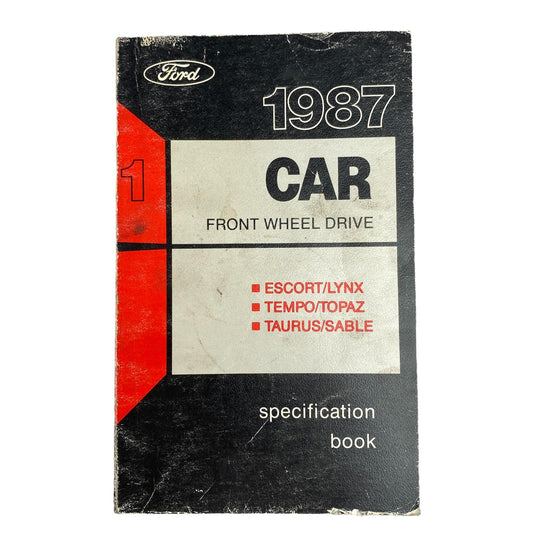 Ford
1987
1
CAR
FRONT WHEEL DRIVE
ESCORT/LYNX
TEMPO/TOPAZ
TAURUS/SABLE
specification
book